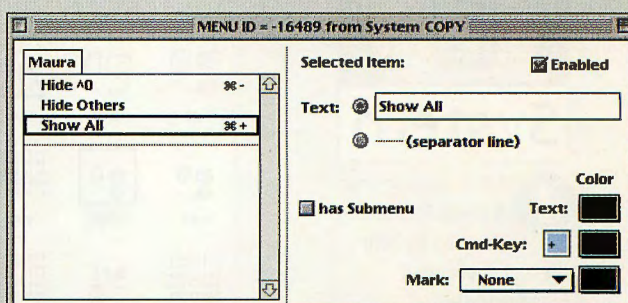 MENU ID = -16489 from System COPY
Maura
Hide ^0 ⌘ -
Hide Others
Show All ⌘ +
Selected Item:
Enabled
Text: Show All
(separator line)
Color
has Submenu
Text:
Cmd-Key: +
Mark: None